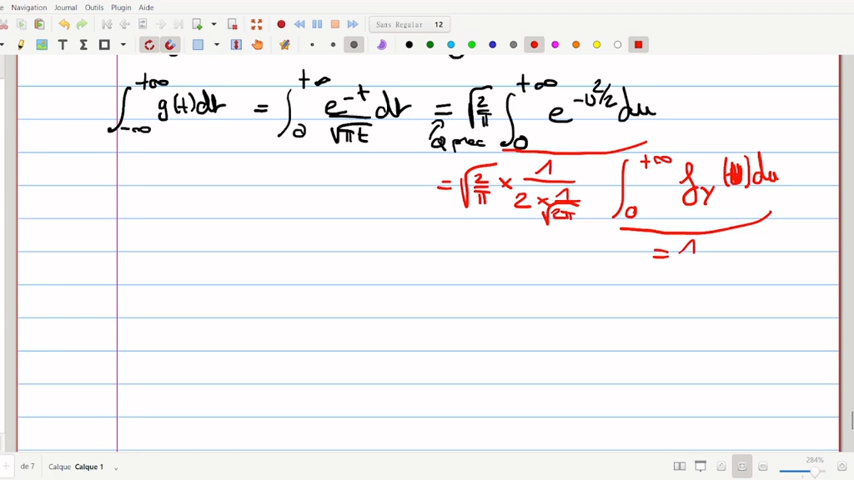 Navigation Journal Outils Plugin Aide
Sans Regular 12
∫_{-∞}^{+∞} g(t)dt = ∫_0^{+∞} e^{-t}/√(πt) dt = √(2/π) ∫_0^{+∞} e^{-u²/2} du
Q prec
= √(2/π) × 1/(2 × 1/√(2π)) ∫_0^{+∞} f_Y(u)du
= 1
de 7 Calque Calque 1 284%